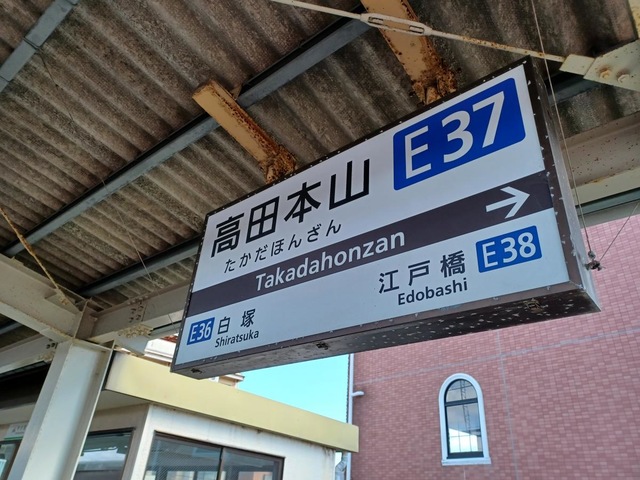 高田本山 E37
たかだほんざん
Takadahonzan
E36 白塚
Shiratsuka
江戸橋 E38
Edobashi